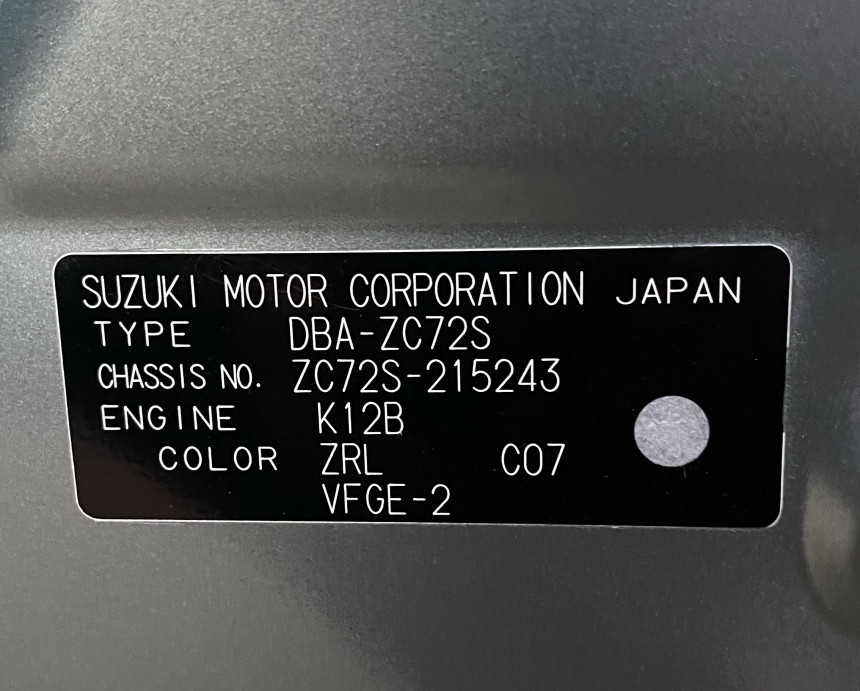 SUZUKI MOTOR CORPORATION JAPAN
TYPE DBA-ZC72S
CHASSIS NO. ZC72S-215243
ENGINE K12B
COLOR ZRL C07
VFGE-2